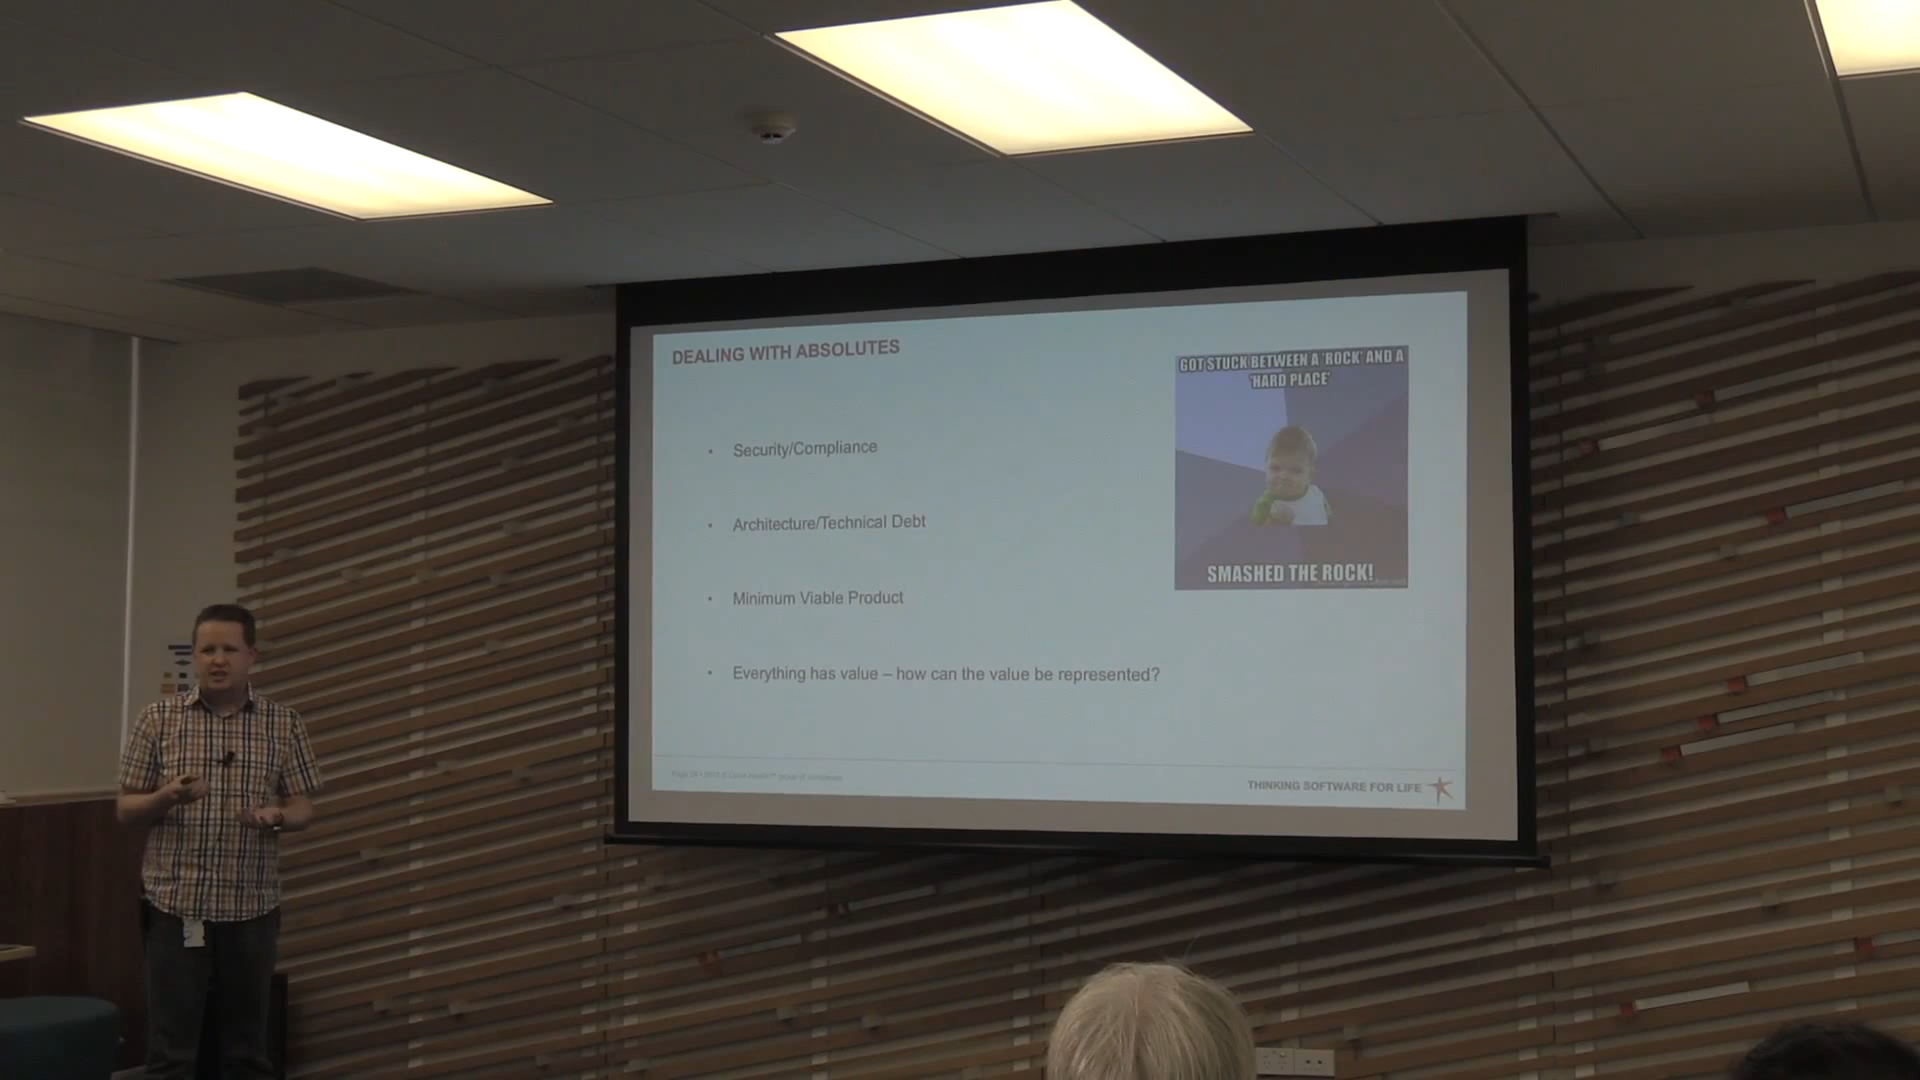 DEALING WITH ABSOLUTES
GOT STUCK BETWEEN A 'ROCK' AND A
'HARD PLACE'
SMASHED THE ROCK!
• Security/Compliance
• Architecture/Technical Debt
• Minimum Viable Product
• Everything has value – how can the value be represented?
THINKING SOFTWARE FOR LIFE